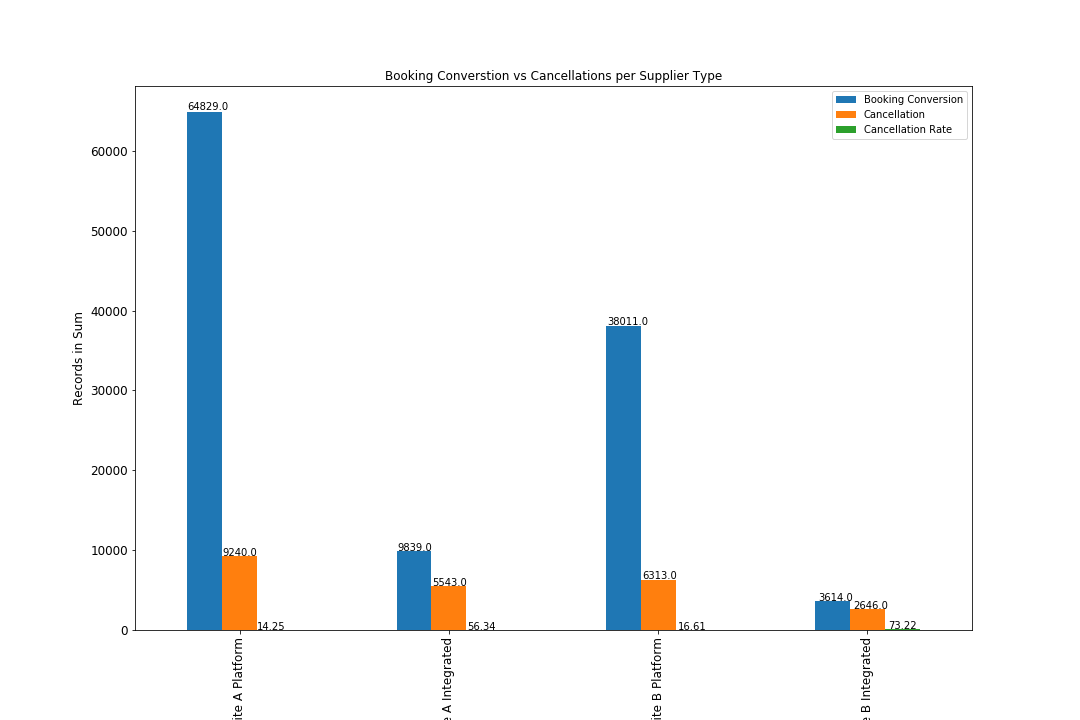 Booking Converstion vs Cancellations per Supplier Type
Booking Conversion
Cancellation
Cancellation Rate
Records in Sum
60000
50000
40000
30000
20000
10000
0
64829.0
9240.0
14.25
9839.0
5543.0
56.34
38011.0
6313.0
16.61
3614.0
2646.0
73.22
ite A Platform
A Integrated
ite B Platform
B Integrated